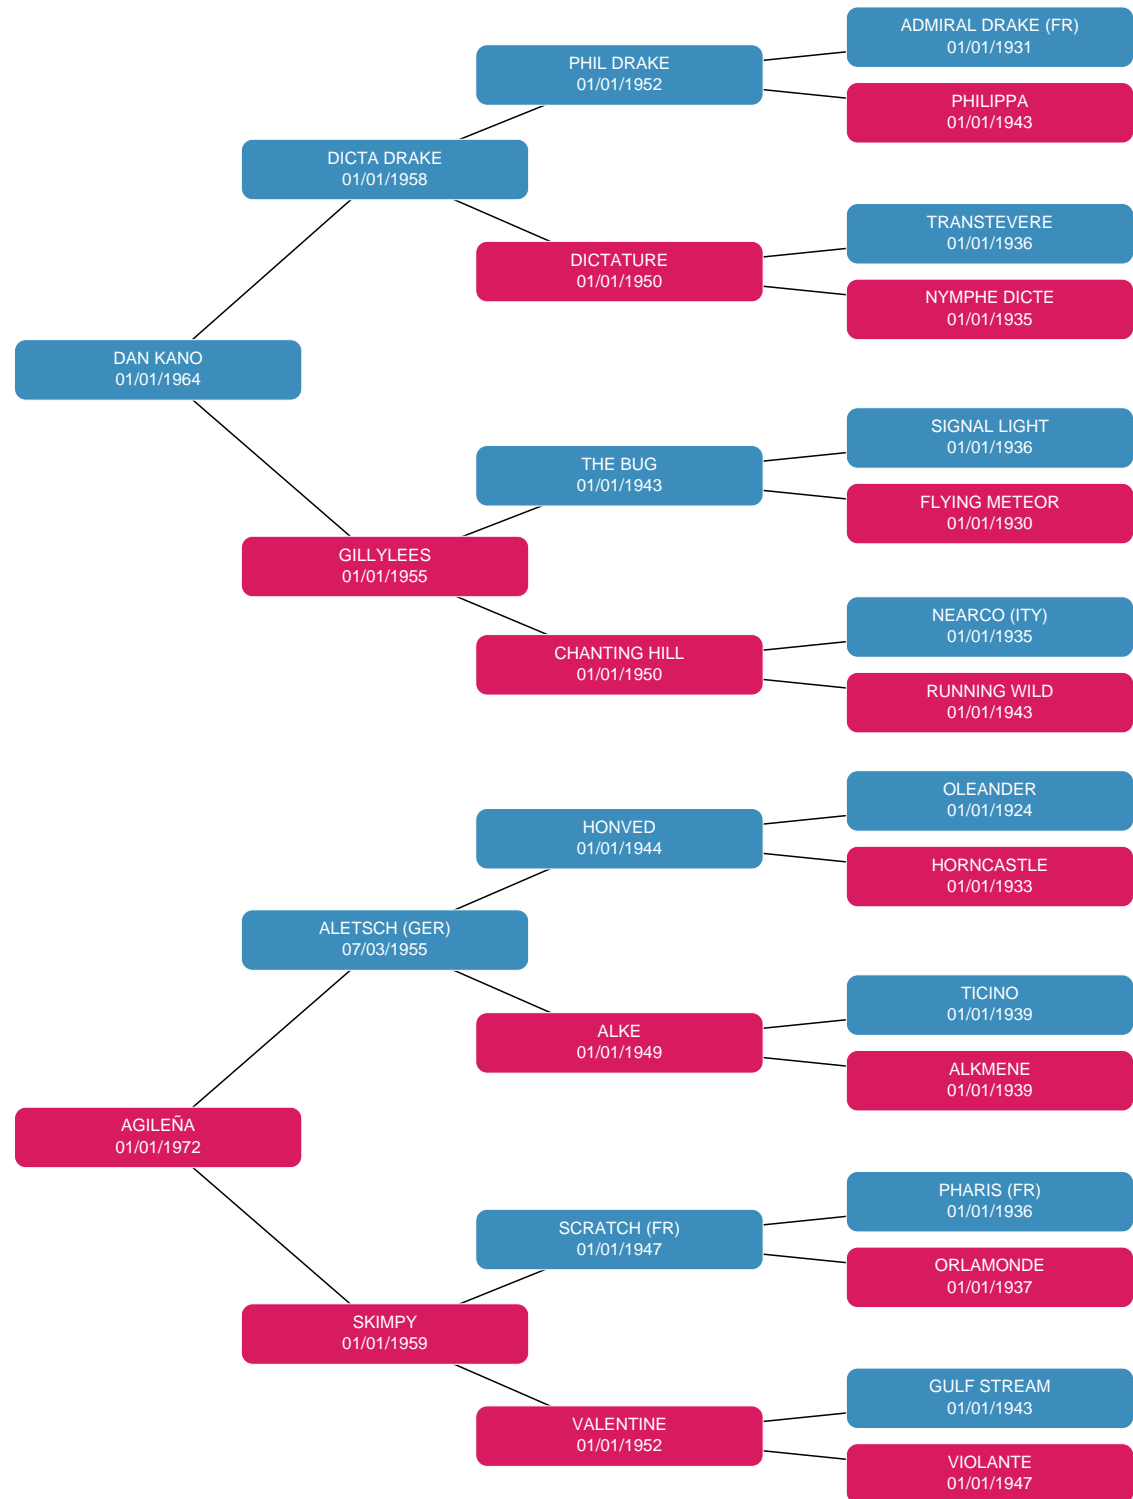 ADMIRAL DRAKE (FR)
01/01/1931
PHIL DRAKE
01/01/1952
PHILIPPA
01/01/1943
DICTA DRAKE
01/01/1958
TRANSTEVERE
01/01/1936
DICTATURE
01/01/1950
NYMPHE DICTE
01/01/1935
DAN KANO
01/01/1964
SIGNAL LIGHT
01/01/1936
THE BUG
01/01/1943
FLYING METEOR
01/01/1930
GILLYLEES
01/01/1955
NEARCO (ITY)
01/01/1935
CHANTING HILL
01/01/1950
RUNNING WILD
01/01/1943
OLEANDER
01/01/1924
HONVED
01/01/1944
HORNCASTLE
01/01/1933
ALETSCH (GER)
07/03/1955
TICINO
01/01/1939
ALKE
01/01/1949
ALKMENE
01/01/1939
AGILEÑA
01/01/1972
PHARIS (FR)
01/01/1936
SCRATCH (FR)
01/01/1947
ORLAMONDE
01/01/1937
SKIMPY
01/01/1959
GULF STREAM
01/01/1943
VALENTINE
01/01/1952
VIOLANTE
01/01/1947